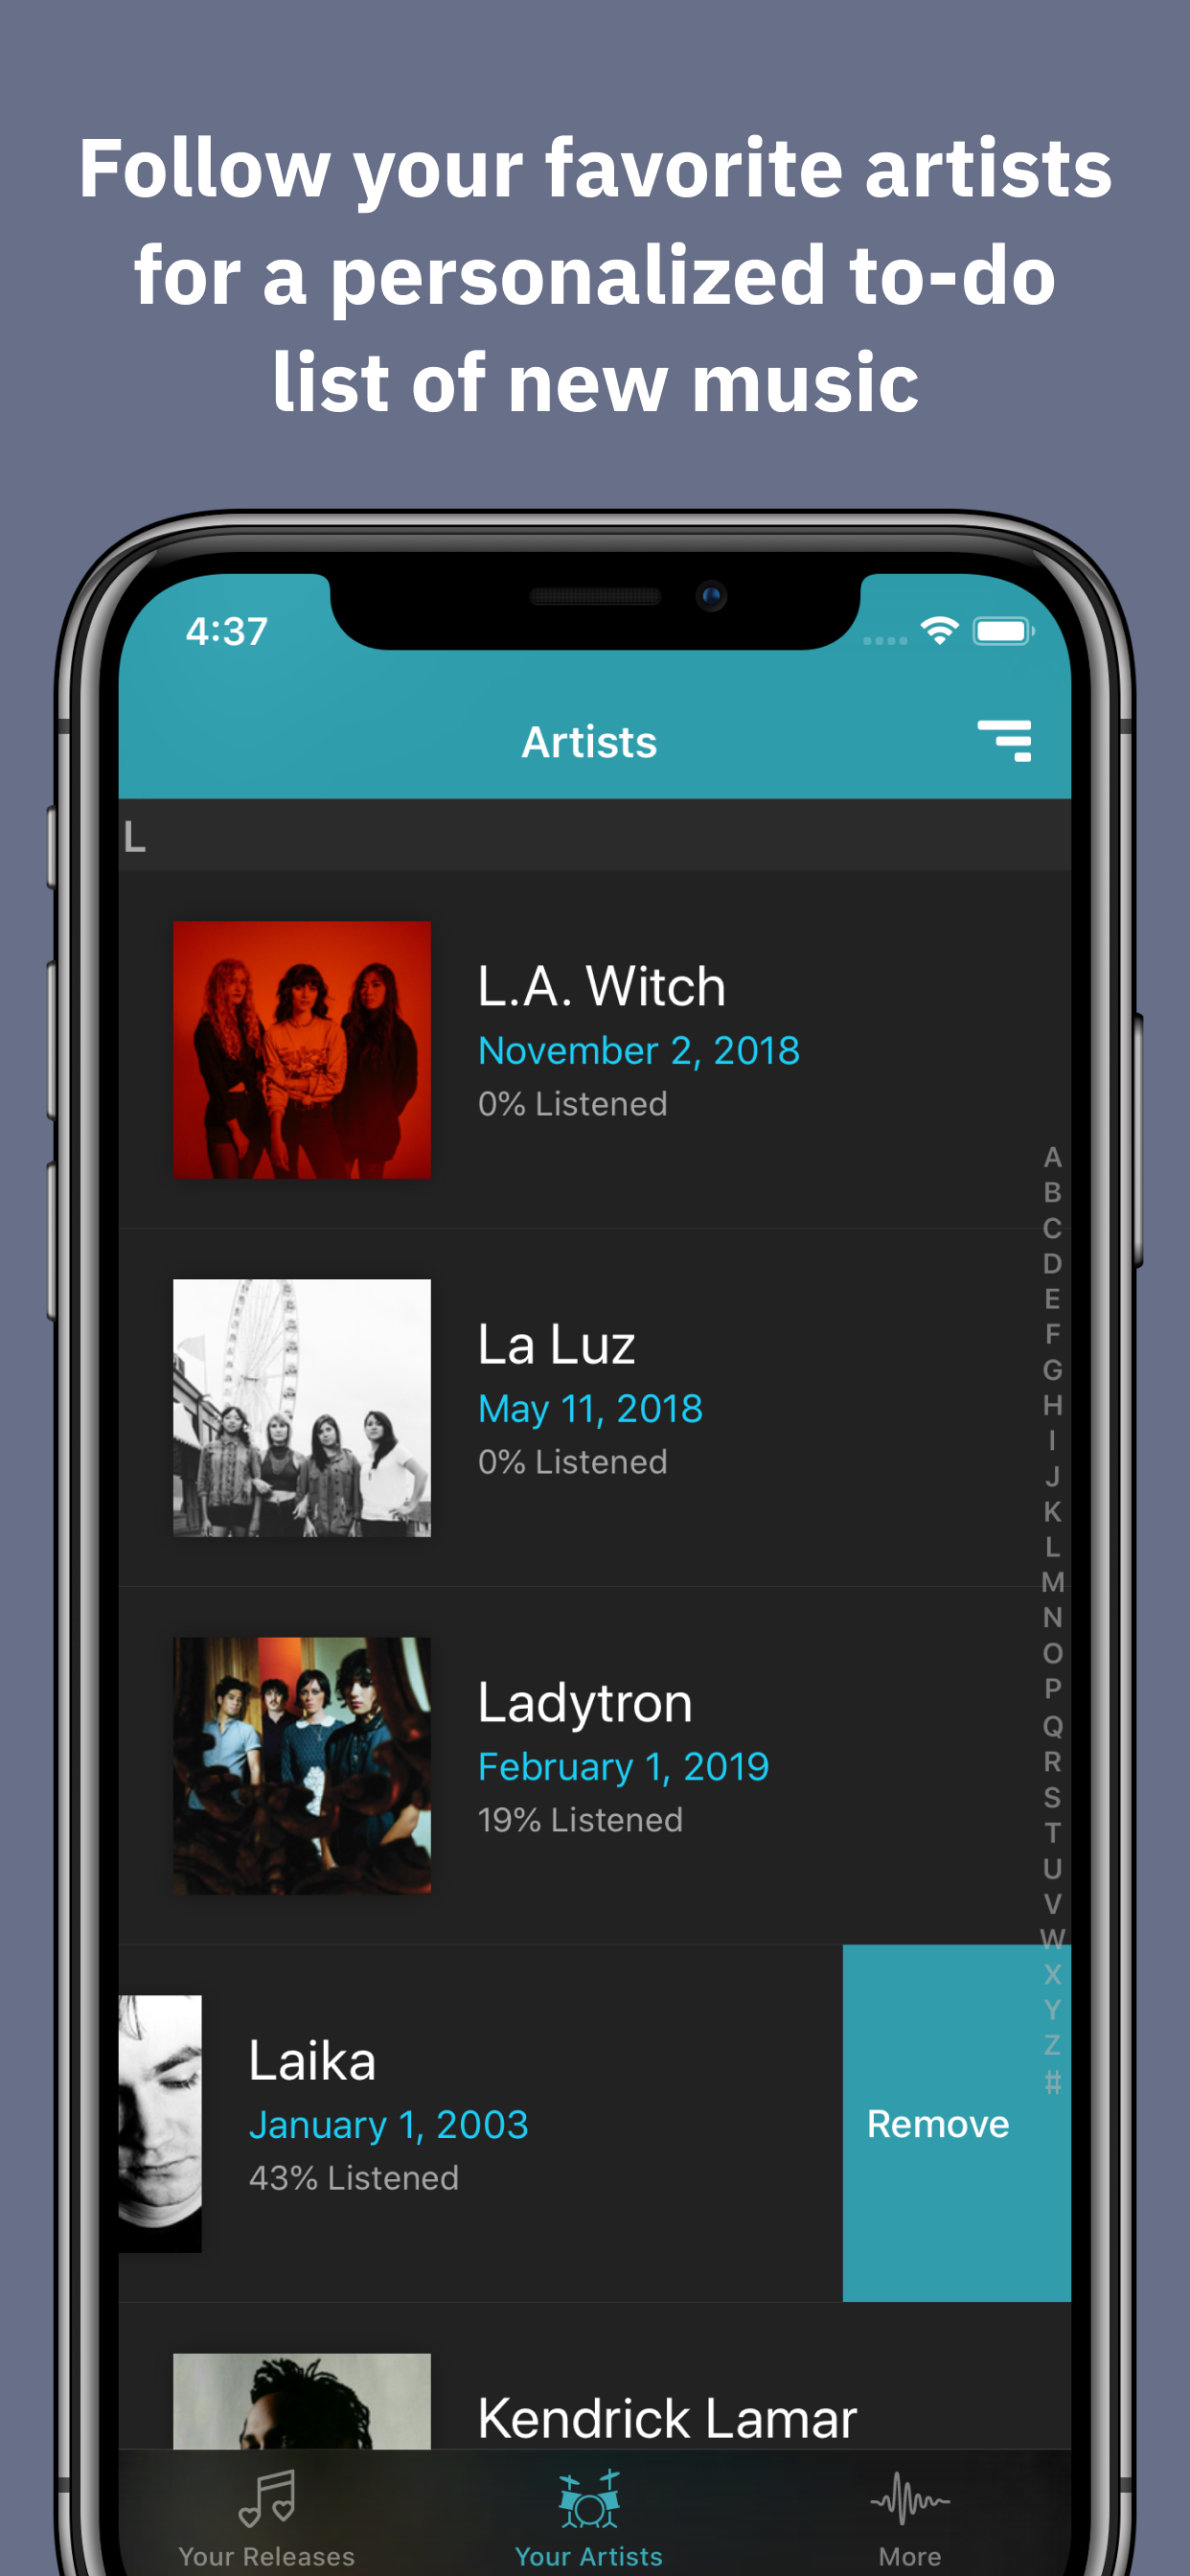 Follow your favorite artists
for a personalized to-do
list of new music
4:37
Artists
L
L.A. Witch
November 2, 2018
0% Listened
La Luz
May 11, 2018
0% Listened
Ladytron
February 1, 2019
19% Listened
Laika
January 1, 2003
43% Listened
Remove
Kendrick Lamar
A
B
C
D
E
F
G
H
I
J
K
L
M
N
O
P
Q
R
S
T
U
V
W
X
Y
Z
#
Your Releases
Your Artists
More